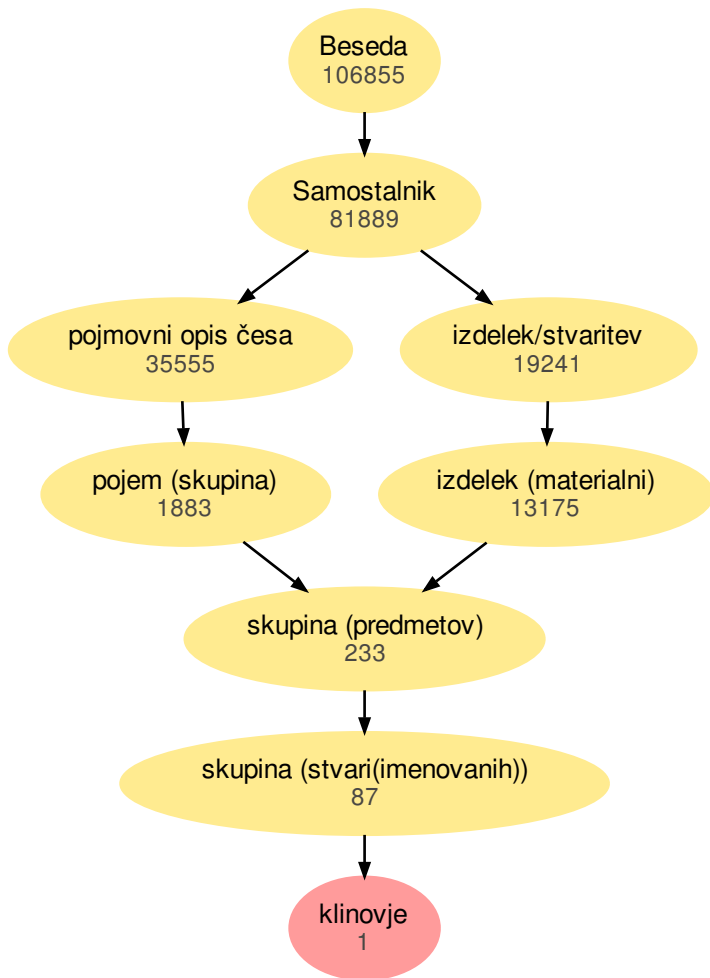 Beseda
106855
Samostalnik
81889
pojmovni opis česa
35555
izdelek/stvaritev
19241
pojem (skupina)
1883
izdelek (materialni)
13175
skupina (predmetov)
233
skupina (stvari(imenovanih))
87
klinovje
1